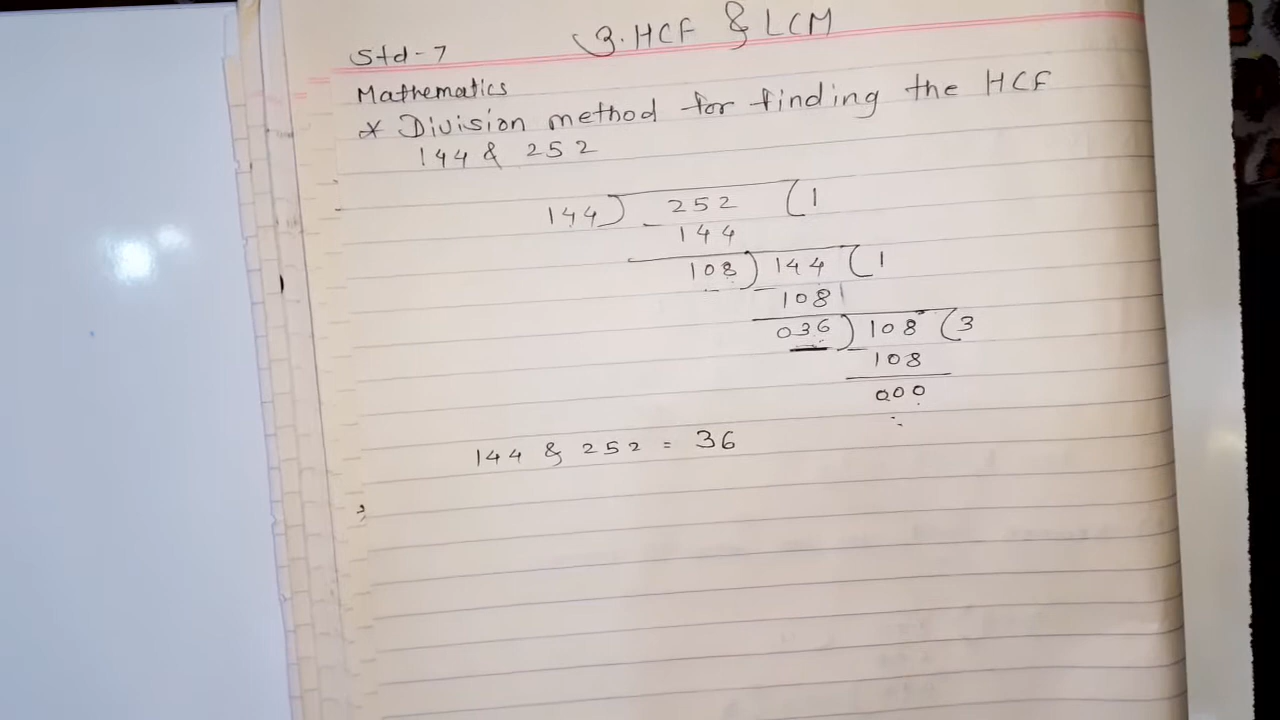 3. HCF & LCM
Std-7
Mathematics
* Division method for finding the HCF
144 & 252
144) 252 (1
- 144
108) 144 (1
- 108
036) 108 (3
- 108
000
144 & 252 = 36